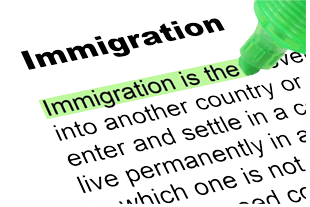 Immigration
Immigration is the
into another country or
enter and settle in a
live permanently in a
which one is not